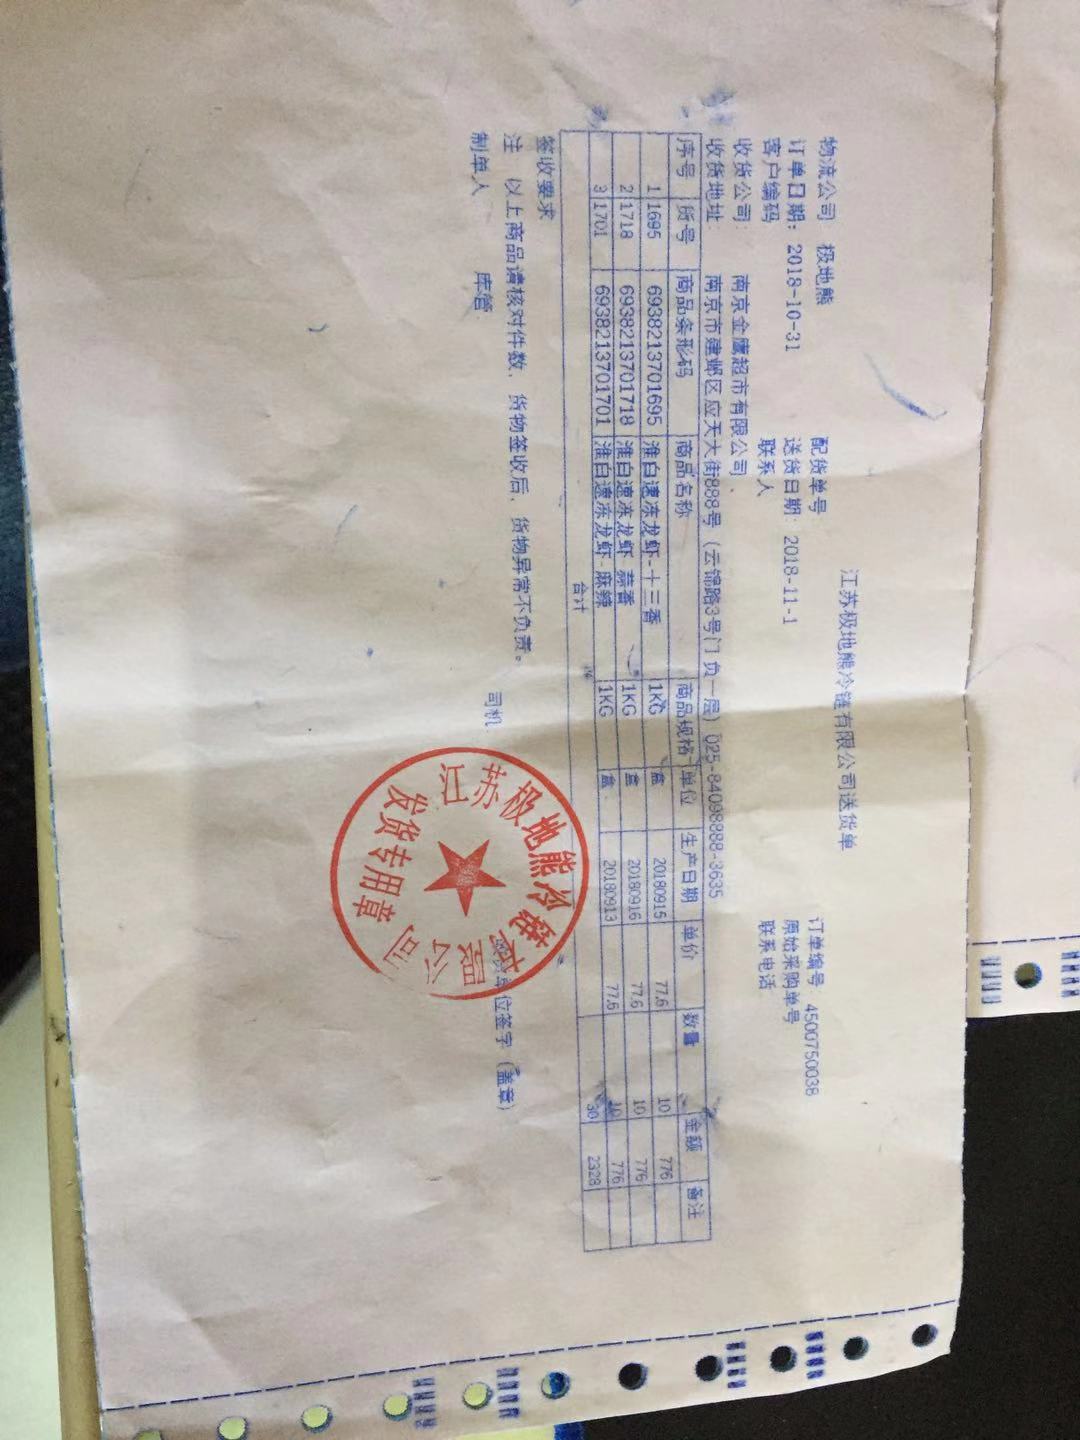 江苏极地熊冷链有限公司送货单
物流公司 极地熊 配货单号 订单编号: 4500750038
订单日期: 2018-10-31 送货日期: 2018-11-1 原始采购单号
客户编码 联系人 联系电话
收货公司: 南京金鹰超市有限公司
收货地址: 南京市建邺区应天大街888号（云锦路3号门 负一层）025-84098888-3635
序号 货号 商品条形码 商品名称 商品规格 单位 生产日期 单价 数量 金额 备注
1 1695 6938213701695 淮白速冻龙虾-十三香 1KG 盒 20180915 77.6 10 776
2 1718 6938213701718 淮白速冻龙虾 蒜香 1KG 盒 20180916 77.6 10 776
3 1701 6938213701701 淮白速冻龙虾-麻辣 1KG 盒 20180913 77.6 10 776
合计 30 2328
签收要求
注 以上商品请核对件数，货物签收后，货物异常不负责。
制单人 库管: 司机 单位签字（盖章）
江苏极地熊冷链有限公司
发货专用章